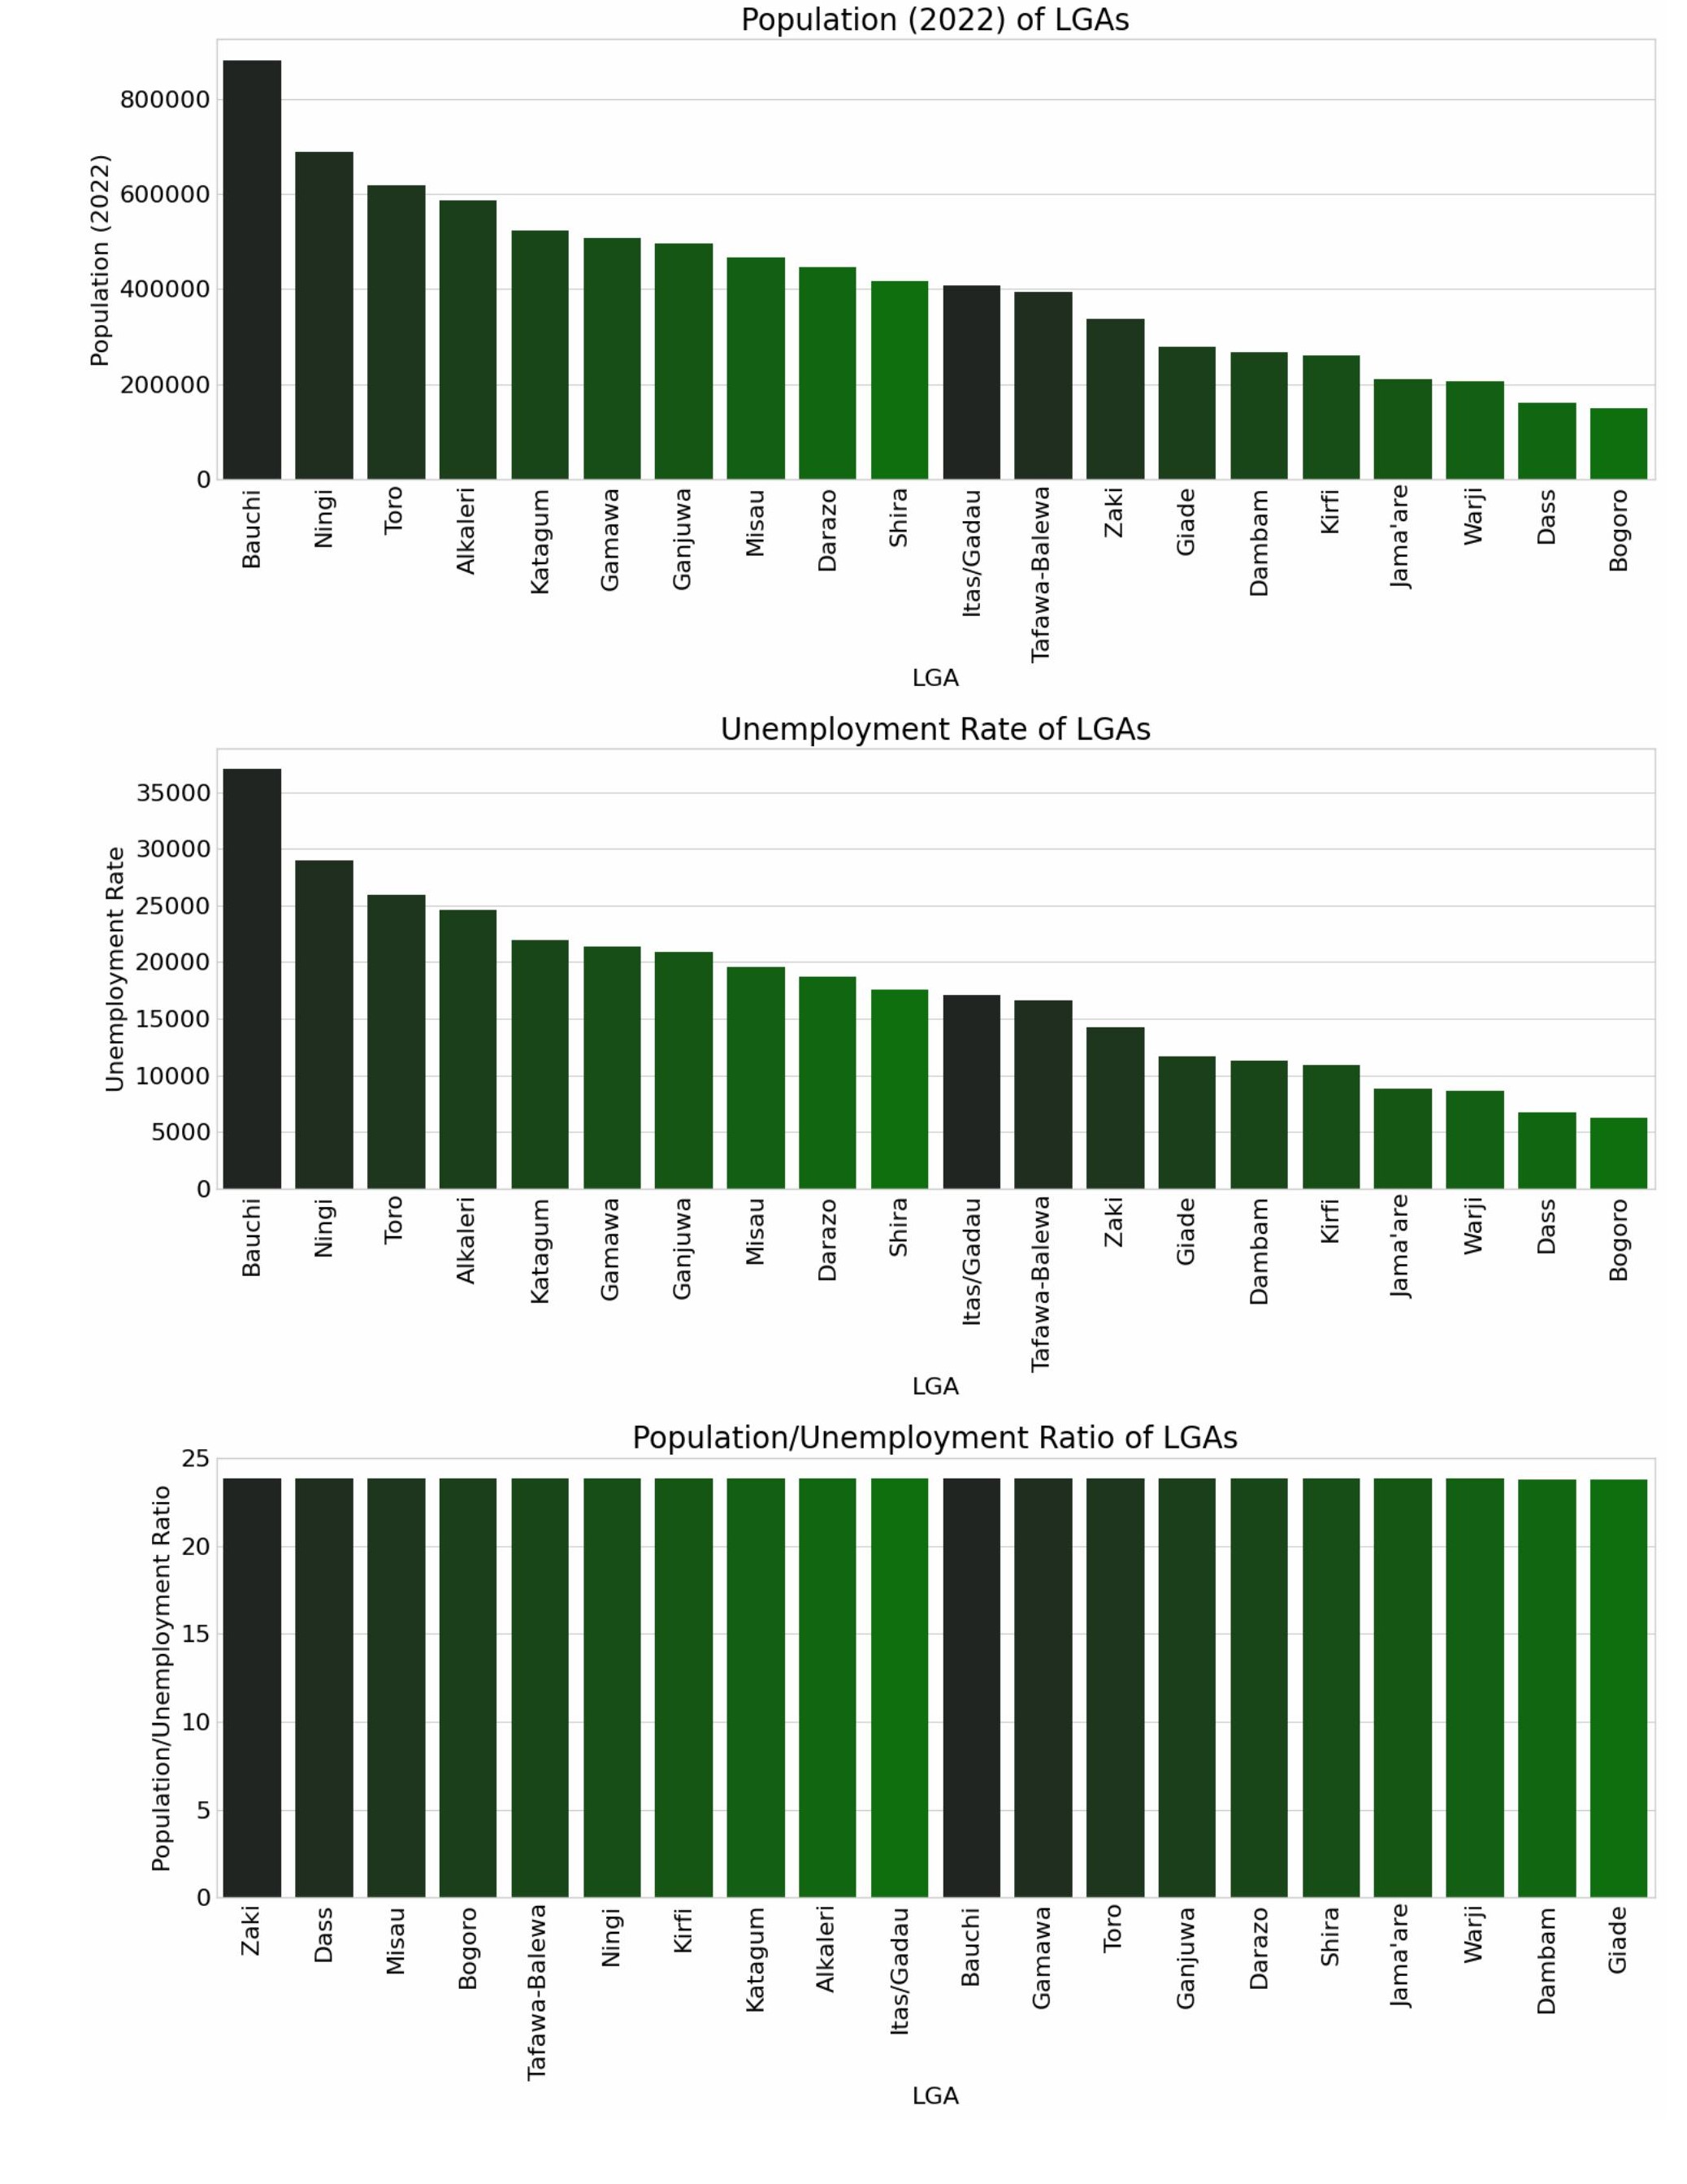 Population (2022) of LGAs
Population (2022)
800000
600000
400000
200000
0
Bauchi
Ningi
Toro
Alkaleri
Katagum
Gamawa
Ganjuwa
Misau
Darazo
Shira
Itas/Gadau
Tafawa-Balewa
Zaki
Giade
Dambam
Kirfi
Jama'are
Warji
Dass
Bogoro
LGA
Unemployment Rate of LGAs
Unemployment Rate
35000
30000
25000
20000
15000
10000
5000
0
Bauchi
Ningi
Toro
Alkaleri
Katagum
Gamawa
Ganjuwa
Misau
Darazo
Shira
Itas/Gadau
Tafawa-Balewa
Zaki
Giade
Dambam
Kirfi
Jama'are
Warji
Dass
Bogoro
LGA
Population/Unemployment Ratio of LGAs
Population/Unemployment Ratio
25
20
15
10
5
0
Zaki
Dass
Misau
Bogoro
Tafawa-Balewa
Ningi
Kirfi
Katagum
Alkaleri
Itas/Gadau
Bauchi
Gamawa
Toro
Ganjuwa
Darazo
Shira
Jama'are
Warji
Dambam
Giade
LGA